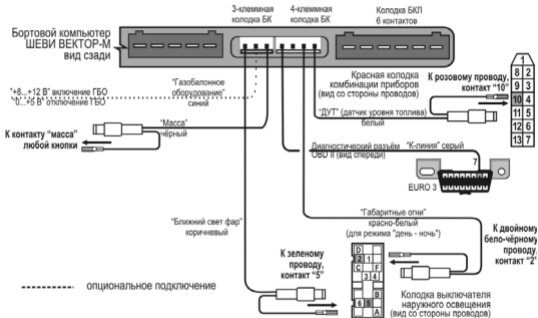 3-клеммная
колодка БК
4-клеммная
колодка БК
Колодка БКЛ
6 контактов
Бортовой компьютер
ШЕВИ ВЕКТОР-М
вид сзади
"Газобалонное
оборудование"
синий
"+8...+12 В" включение ГБО
"0...+5 В" отключение ГБО
Красная колодка
комбинации приборов
(вид со стороны проводов)
К розовому проводу,
контакт "10"
1
8 2
9 3
10 4
11 5
12 6
13 7
"ДУТ" (датчик уровня топлива)
белый
"Масса"
чёрный
К контакту "масса"
любой кнопки
Диагностический разъём
OBD II (вид спереди)
"К-линия" серый
7
EURO 3
"Ближний свет фар"
коричневый
"Габаритные огни"
красно-белый
(для режима "день - ночь")
К зеленому
проводу,
контакт "5"
К двойному
бело-чёрному
проводу,
контакт "2"
D
2 1
C F
3 4
B
6 5
A
опциональное подключение
Колодка выключателя
наружного освещения
(вид со стороны проводов)